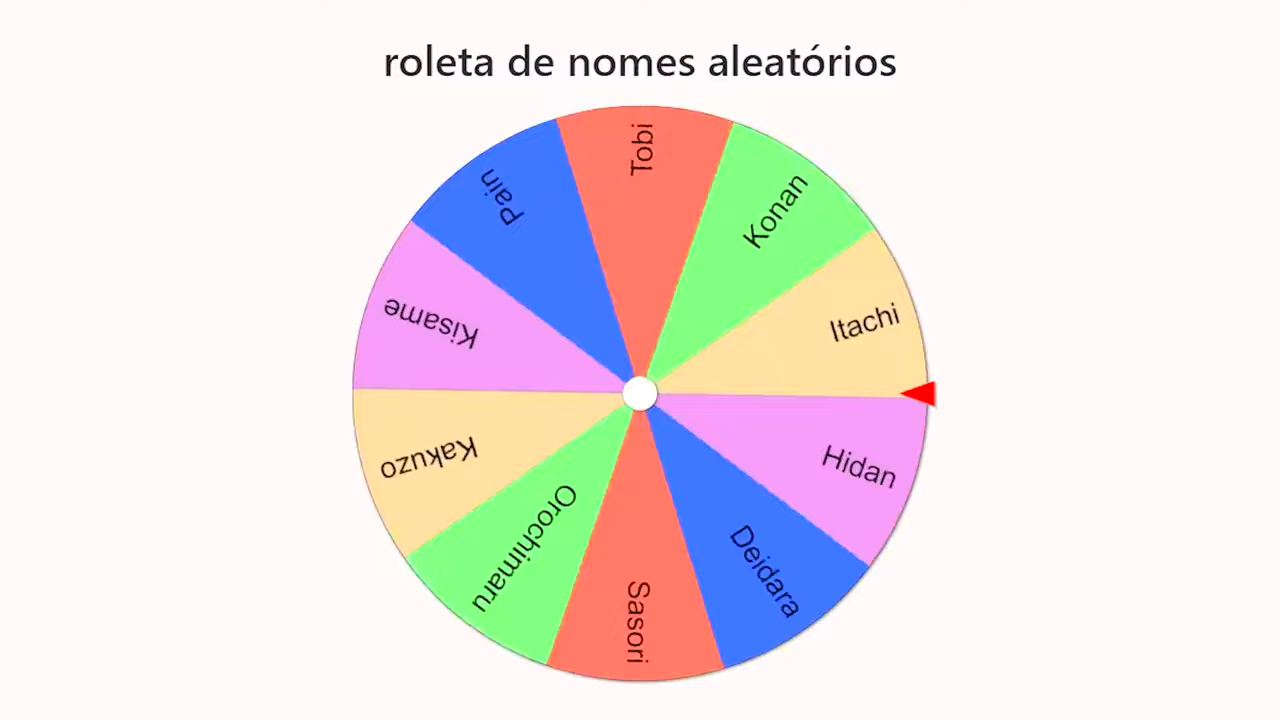 roleta de nomes aleatórios
Tobi
Konan
Itachi
Hidan
Deidara
Sasori
Orochimaru
Kakuzo
Kisame
Pain